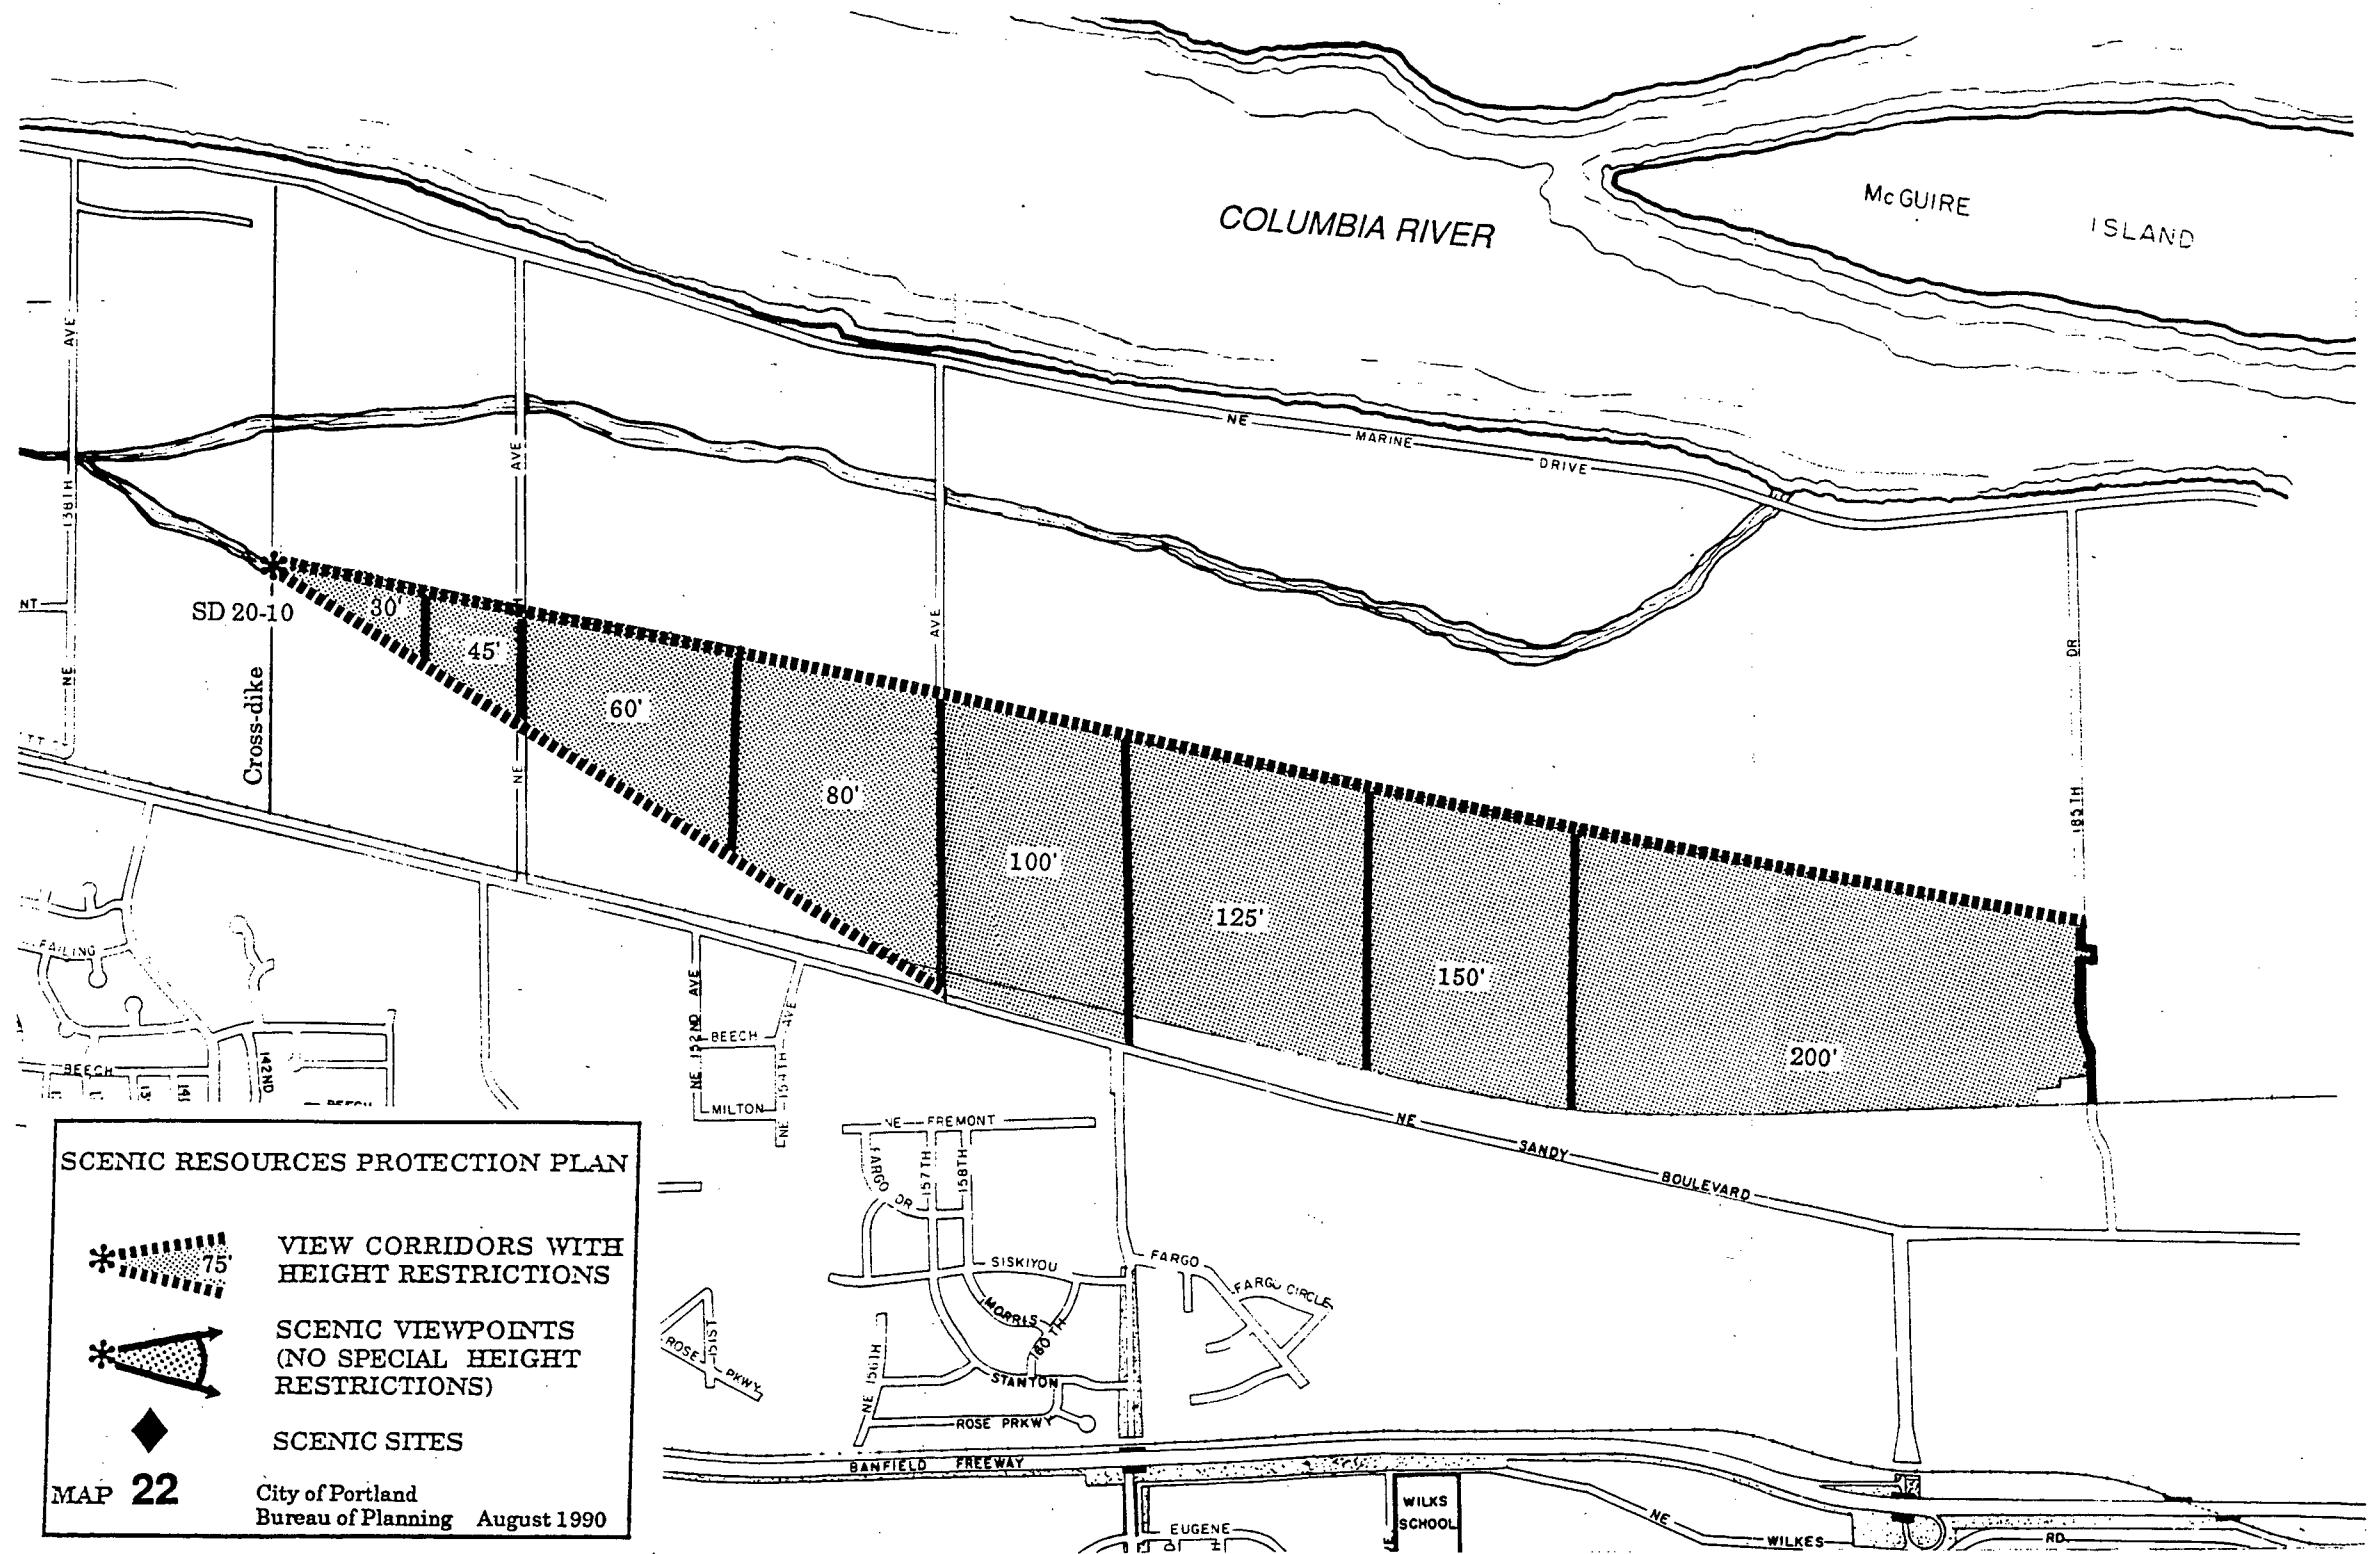 COLUMBIA RIVER
McGUIRE
ISLAND
AVE
138TH
NE
NT
AVE
NE
AVE
NE
MARINE
DRIVE
DR
185TH
SD 20-10
Cross-dike
30'
45'
60'
80'
100'
125'
150'
200'
FAILING
BEECH
142ND
NE 152ND AVE
BEECH
AVE
NE 154TH
MILTON
NE FREMONT
FARGO DR
157TH
158TH
SISKIYOU
MORRIS
STANTON
NE 156TH
ROSE PRKWY
151ST
ROSE PKWY
FARGO
FARGO CIRCLE
NE
SANDY
BOULEVARD
BANFIELD FREEWAY
WILKS
SCHOOL
EUGENE
NE
WILKES
RD.
SCENIC RESOURCES PROTECTION PLAN
75'
VIEW CORRIDORS WITH
HEIGHT RESTRICTIONS
SCENIC VIEWPOINTS
(NO SPECIAL HEIGHT
RESTRICTIONS)
SCENIC SITES
MAP 22
City of Portland
Bureau of Planning August 1990